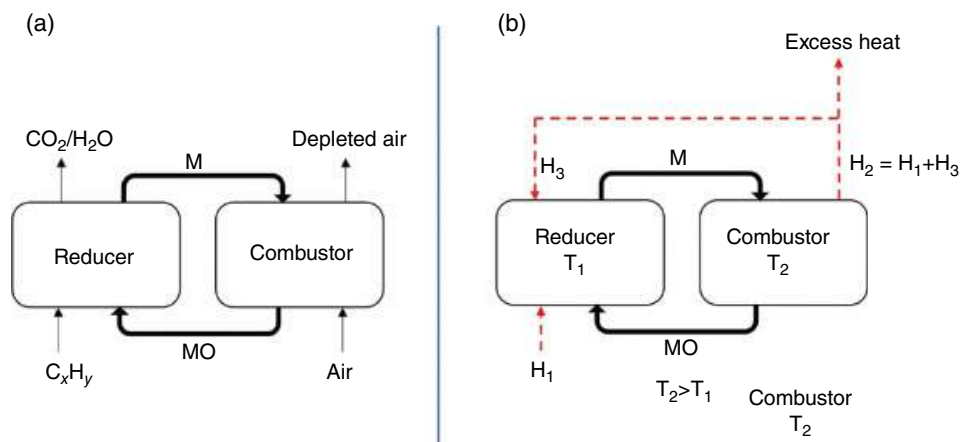 (a)
CO₂/H₂O
Depleted air
M
Reducer
Combustor
MO
CₓHᵧ
Air
(b)
Excess heat
H₃
M
H₂ = H₁+H₃
Reducer
T₁
Combustor
T₂
MO
H₁
T₂>T₁
Combustor
T₂